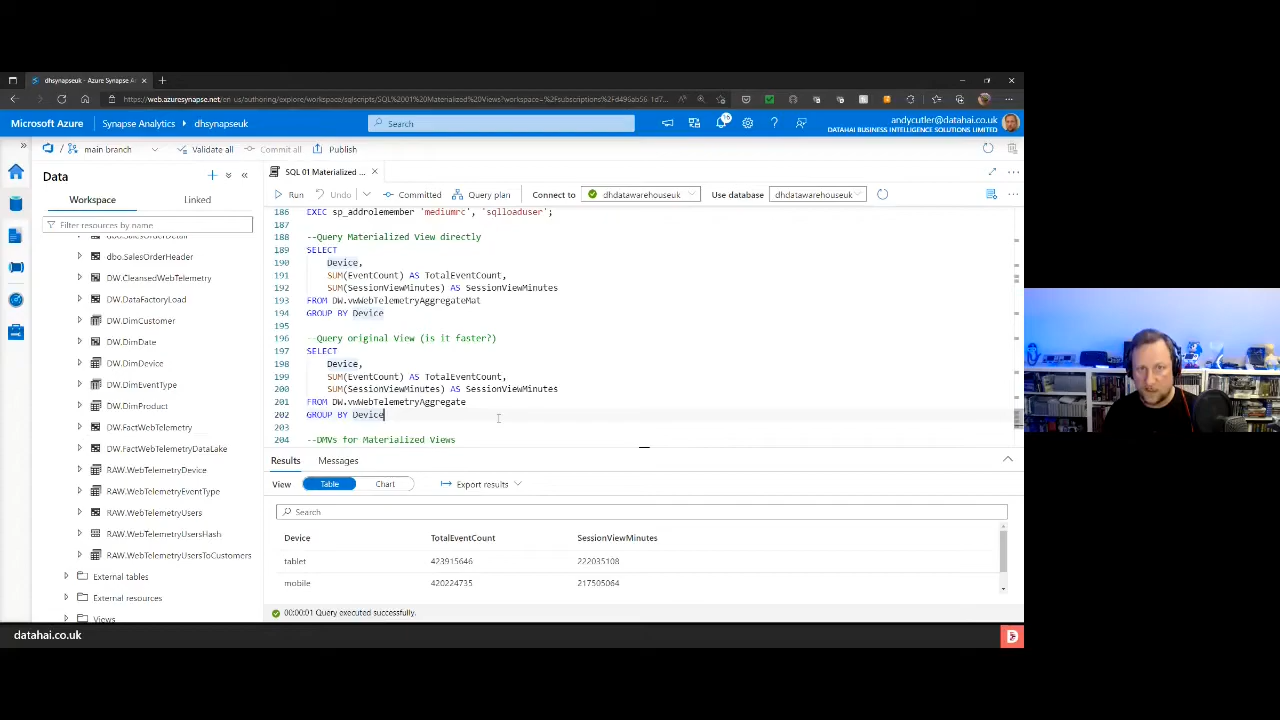 dhsynapseuk - Azure Synapse A
https://web.azuresynapse.net/en-us/authoring/explore/workspace/sqlscripts/SQL%2001%20Materialized%20Views?workspace=%2Fsubscriptions%2Fd496ab56-1d7...
Microsoft Azure
Synapse Analytics
dhsynapseuk
Search
andycutler@datahai.co.uk
DATAHAI BUSINESS INTELLIGENCE SOLUTIONS LIMITED
main branch
Validate all
Commit all
Publish
Data
Workspace
Linked
Filter resources by name
dbo.SalesOrderDetail
dbo.SalesOrderHeader
DW.CleansedWebTelemetry
DW.DataFactoryLoad
DW.DimCustomer
DW.DimDate
DW.DimDevice
DW.DimEventType
DW.DimProduct
DW.FactWebTelemetry
DW.FactWebTelemetryDataLake
RAW.WebTelemetryDevice
RAW.WebTelemetryEventType
RAW.WebTelemetryUsers
RAW.WebTelemetryUsersHash
RAW.WebTelemetryUsersToCustomers
External tables
External resources
Views
SQL 01 Materialized ...
Run
Undo
Committed
Query plan
Connect to
dhdatawarehouseuk
Use database
dhdatawarehouseuk
186 EXEC sp_addrolemember 'mediumrc', 'sqlloaduser';
187
188 --Query Materialized View directly
189 SELECT
190 Device,
191 SUM(EventCount) AS TotalEventCount,
192 SUM(SessionViewMinutes) AS SessionViewMinutes
193 FROM DW.vwWebTelemetryAggregateMat
194 GROUP BY Device
195
196 --Query original View (is it faster?)
197 SELECT
198 Device,
199 SUM(EventCount) AS TotalEventCount,
200 SUM(SessionViewMinutes) AS SessionViewMinutes
201 FROM DW.vwWebTelemetryAggregate
202 GROUP BY Device
203
204 --DMVs for Materialized Views
Results
Messages
View
Table
Chart
Export results
Search
Device TotalEventCount SessionViewMinutes
tablet 423915646 222035108
mobile 420224735 217505064
00:00:01 Query executed successfully.
datahai.co.uk